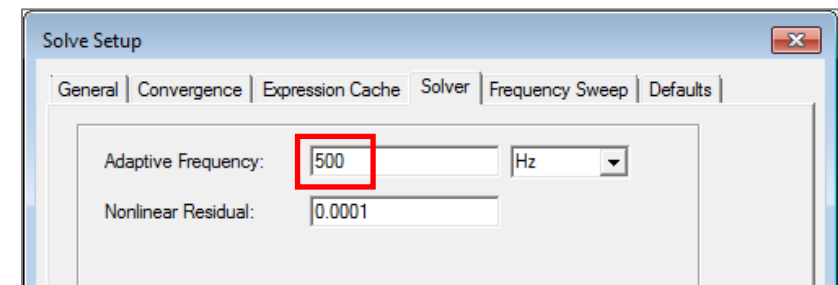 Solve Setup
General Convergence Expression Cache Solver Frequency Sweep Defaults
Adaptive Frequency: 500 Hz
Nonlinear Residual: 0.0001